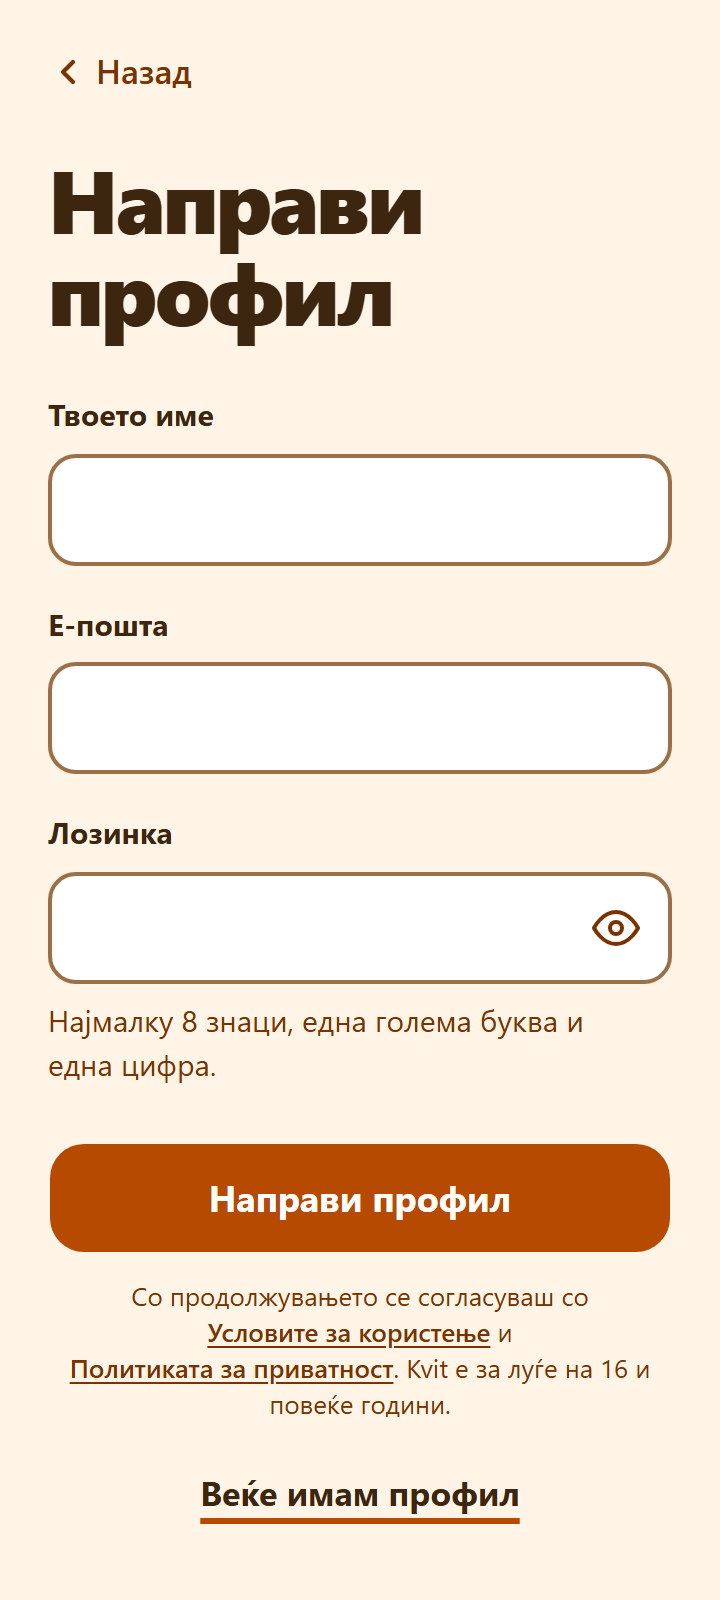 Назад
Направи
профил
Твоето име
Е-пошта
Лозинка
Најмалку 8 знаци, една голема буква и
една цифра.
Направи профил
Со продолжувањето се согласуваш со
Условите за користење и
Политиката за приватност. Kvit е за луѓе на 16 и
повеќе години.
Веќе имам профил